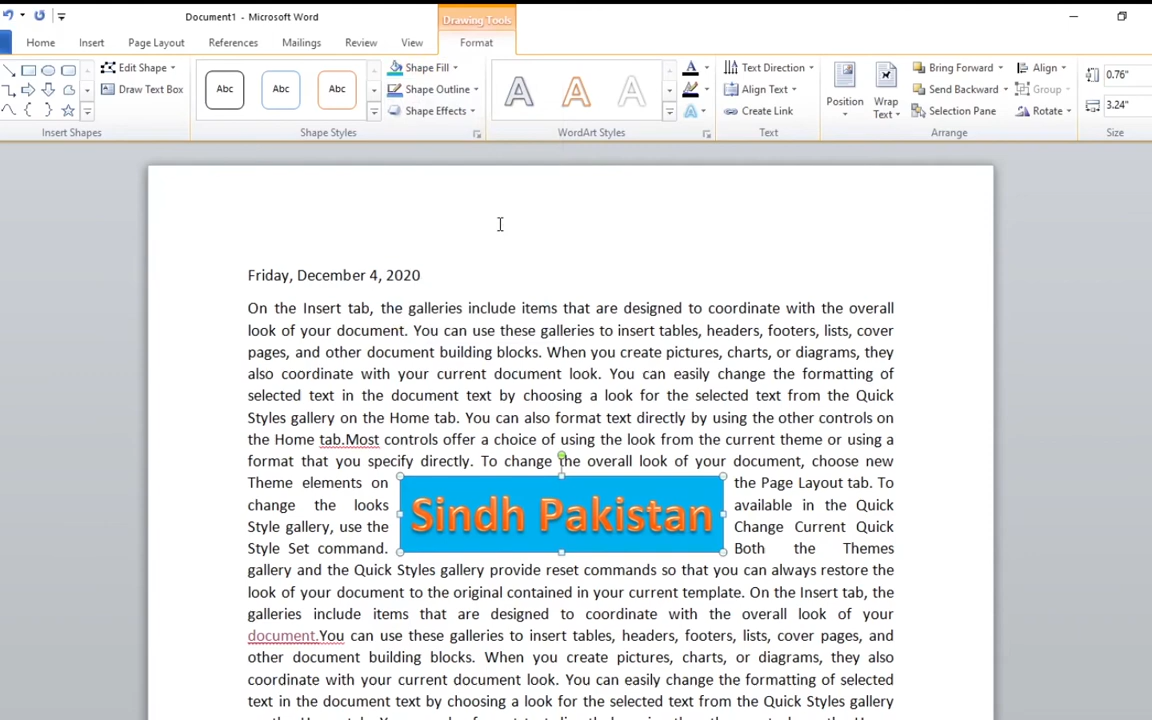 Document1 - Microsoft Word
Drawing Tools
Home Insert Page Layout References Mailings Review View Format
Edit Shape
Draw Text Box
Insert Shapes
Abc Abc Abc
Shape Fill
Shape Outline
Shape Effects
Shape Styles
A A A
A
A
WordArt Styles
Text Direction
Align Text
Create Link
Text
Position
Wrap
Text
Bring Forward
Send Backward
Selection Pane
Align
Group
Rotate
Arrange
0.76"
3.24"
Size
Friday, December 4, 2020
On the Insert tab, the galleries include items that are designed to coordinate with the overall
look of your document. You can use these galleries to insert tables, headers, footers, lists, cover
pages, and other document building blocks. When you create pictures, charts, or diagrams, they
also coordinate with your current document look. You can easily change the formatting of
selected text in the document text by choosing a look for the selected text from the Quick
Styles gallery on the Home tab. You can also format text directly by using the other controls on
the Home tab.Most controls offer a choice of using the look from the current theme or using a
format that you specify directly. To change the overall look of your document, choose new
Theme elements on the Page Layout tab. To
change the looks available in the Quick
Style gallery, use the Change Current Quick
Style Set command. Both the Themes
Sindh Pakistan
gallery and the Quick Styles gallery provide reset commands so that you can always restore the
look of your document to the original contained in your current template. On the Insert tab, the
galleries include items that are designed to coordinate with the overall look of your
document.You can use these galleries to insert tables, headers, footers, lists, cover pages, and
other document building blocks. When you create pictures, charts, or diagrams, they also
coordinate with your current document look. You can easily change the formatting of selected
text in the document text by choosing a look for the selected text from the Quick Styles gallery